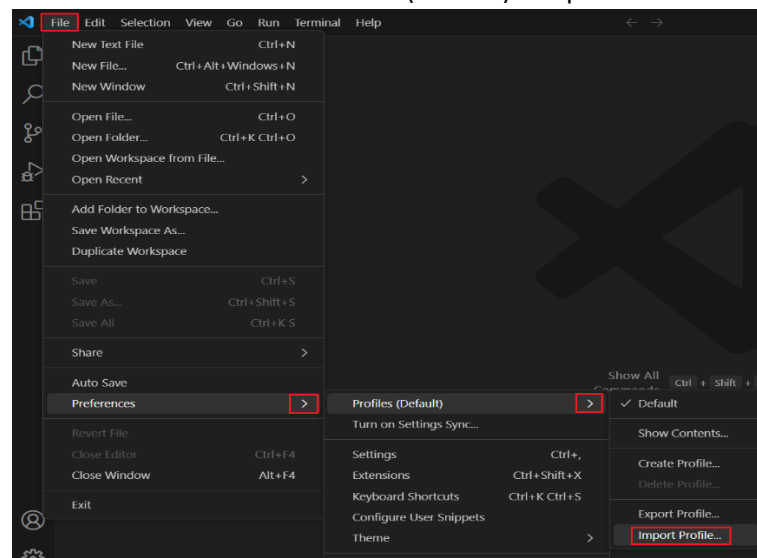 File Edit Selection View Go Run Terminal Help
New Text File Ctrl+N
New File... Ctrl+Alt+Windows+N
New Window Ctrl+Shift+N
Open File... Ctrl+O
Open Folder... Ctrl+K Ctrl+O
Open Workspace from File...
Open Recent
Add Folder to Workspace...
Save Workspace As...
Duplicate Workspace
Save Ctrl+S
Save As... Ctrl+Shift+S
Save All Ctrl+K S
Share
Auto Save
Preferences
Revert File
Close Editor Ctrl+F4
Close Window Alt+F4
Exit
Profiles (Default)
Turn on Settings Sync...
Settings Ctrl+,
Extensions Ctrl+Shift+X
Keyboard Shortcuts Ctrl+K Ctrl+S
Configure User Snippets
Theme
Show All Ctrl + Shift +
Default
Show Contents...
Create Profile...
Delete Profile...
Export Profile...
Import Profile...